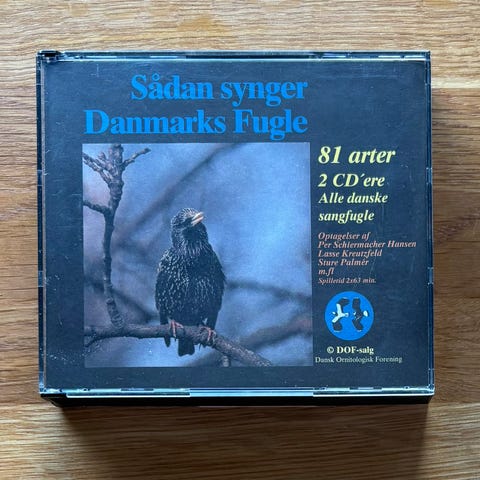 Sådan synger
Danmarks Fugle
81 arter
2 CD´ere
Alle danske
sangfugle
Optagelser af
Per Schiermacher Hansen
Lasse Kreutzfeld
Sture Palmér
m.fl
Spilletid 2x63 min.
© DOF-salg
Dansk Ornitologisk Forening